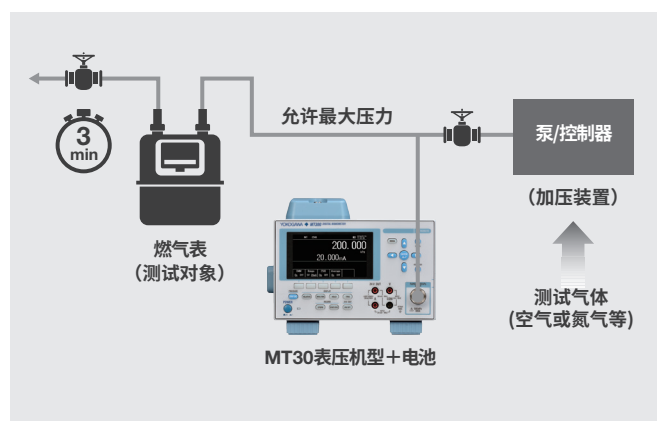 3
min
允许最大压力
泵/控制器
（加压装置）
燃气表
（测试对象）
YOKOGAWA
200.000
20.000mA
测试气体
(空气或氮气等)
MT30表压机型＋电池